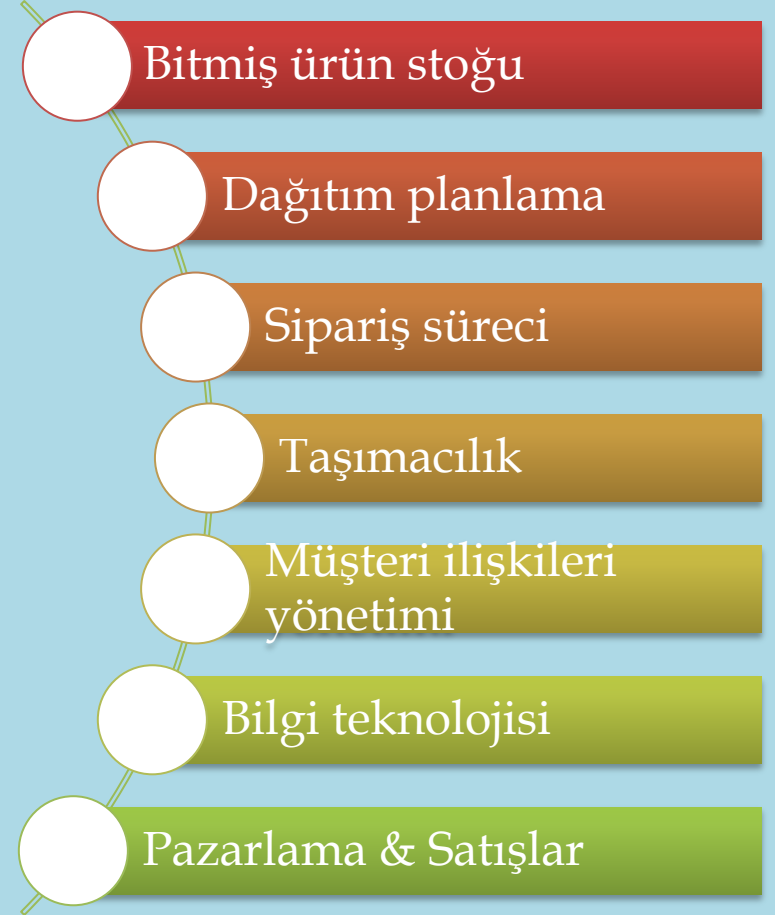 Bitmiş ürün stoğu
Dağıtım planlama
Sipariş süreci
Taşımacılık
Müşteri ilişkileri
yönetimi
Bilgi teknolojisi
Pazarlama & Satışlar